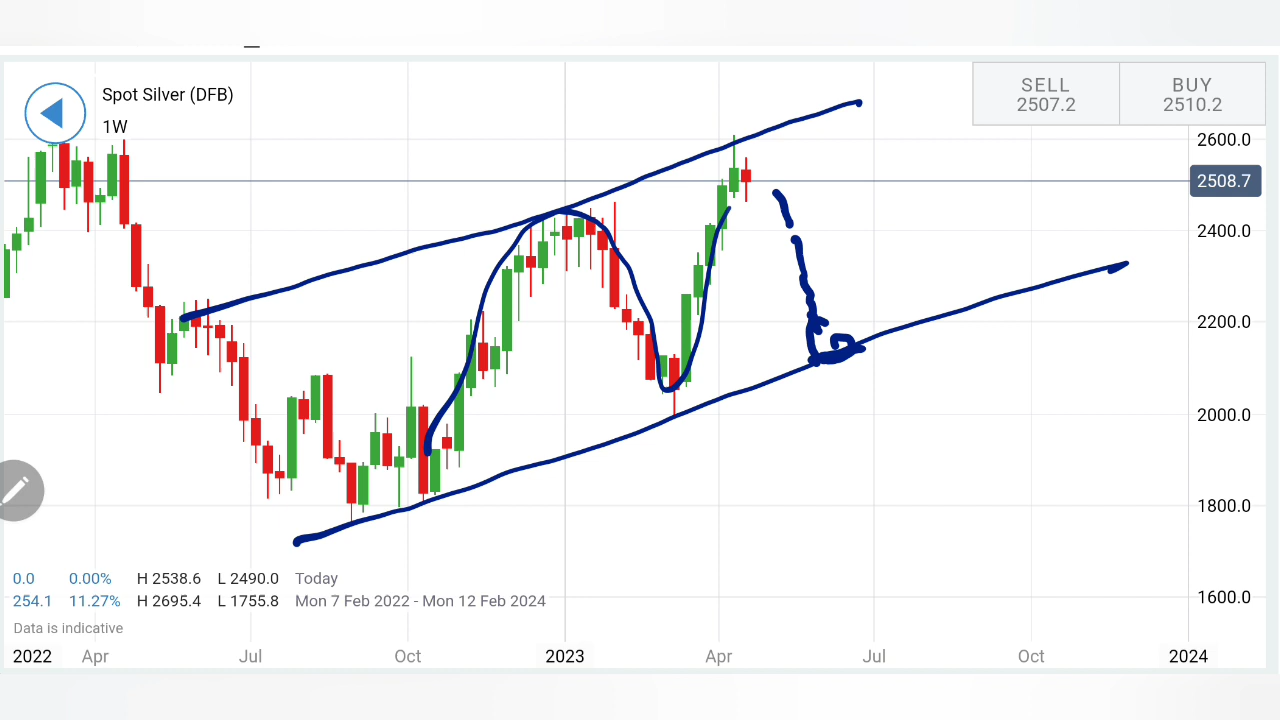 Spot Silver (DFB)
1W
SELL
2507.2
BUY
2510.2
2600.0
2508.7
2400.0
2200.0
2000.0
1800.0
1600.0
0.0 0.00% H 2538.6 L 2490.0 Today
254.1 11.27% H 2695.4 L 1755.8 Mon 7 Feb 2022 - Mon 12 Feb 2024
Data is indicative
2022 Apr Jul Oct 2023 Apr Jul Oct 2024